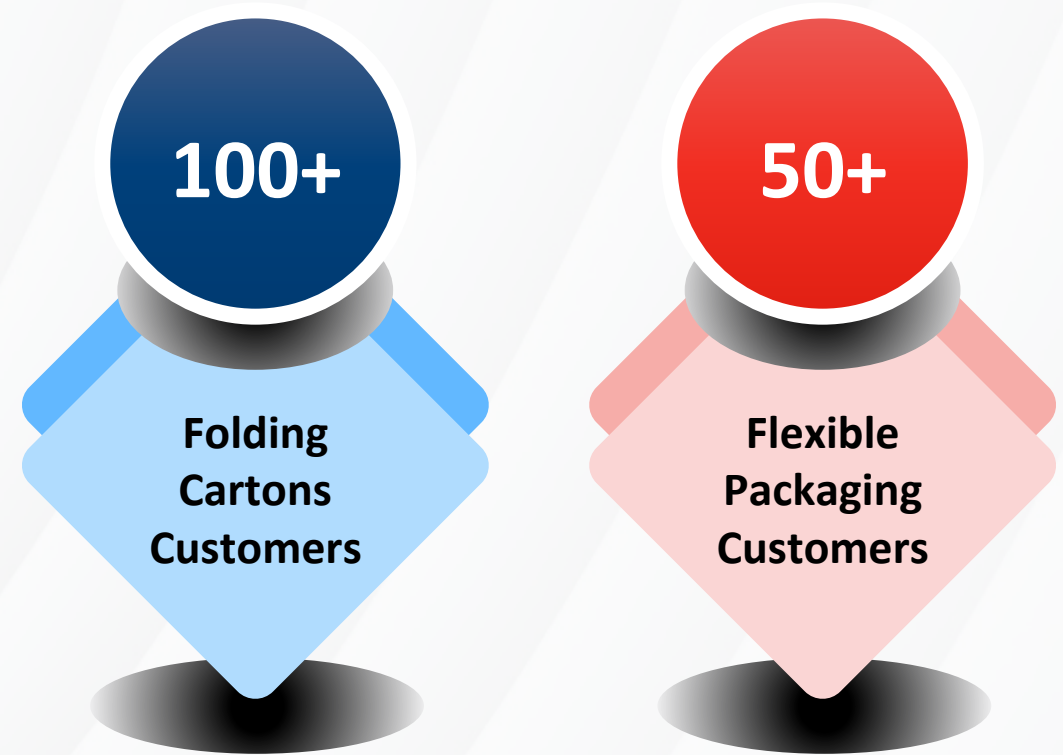 100+
Folding
Cartons
Customers
50+
Flexible
Packaging
Customers